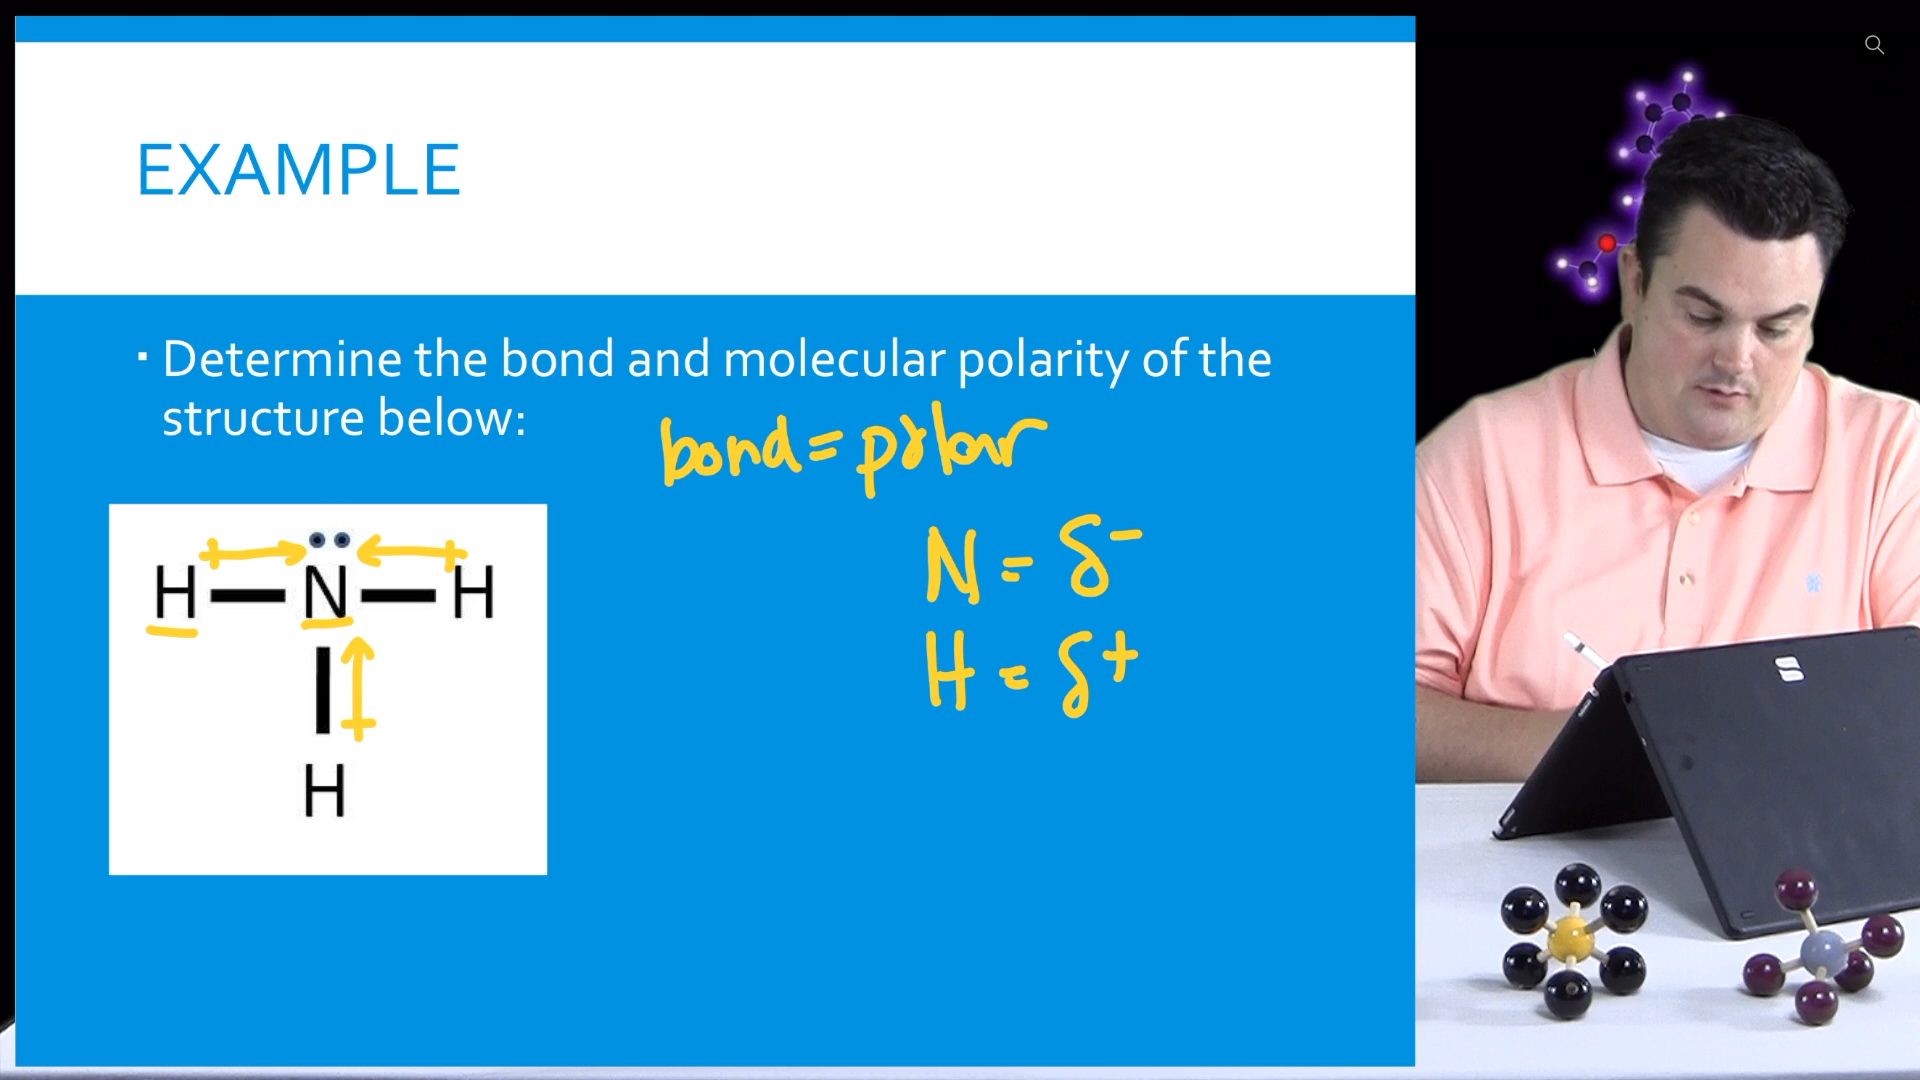 EXAMPLE
▪ Determine the bond and molecular polarity of the
structure below:
bond = polar
N = δ-
H = δ+
H N H
H